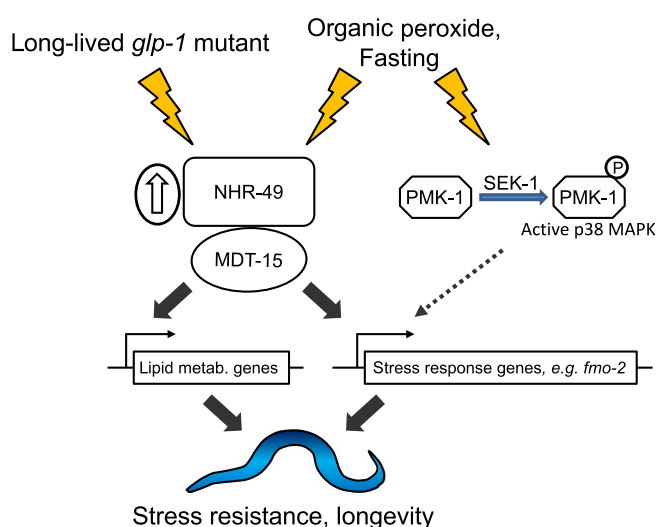 Long-lived glp-1 mutant
Organic peroxide,
Fasting
NHR-49
MDT-15
PMK-1
SEK-1
P
PMK-1
Active p38 MAPK
Lipid metab. genes
Stress response genes, e.g. fmo-2
Stress resistance, longevity